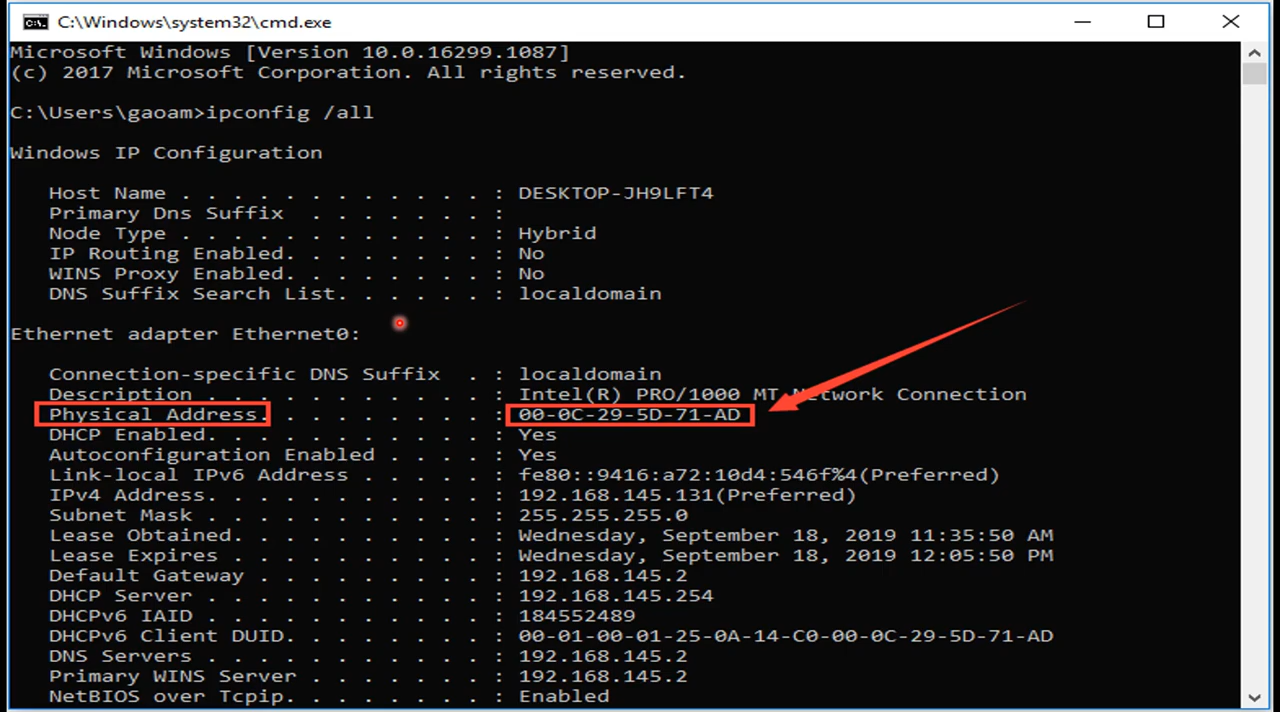 C:\Windows\system32\cmd.exe
Microsoft Windows [Version 10.0.16299.1087]
(c) 2017 Microsoft Corporation. All rights reserved.
C:\Users\gaoam>ipconfig /all
Windows IP Configuration
Host Name . . . . . . . . . . . . : DESKTOP-JH9LFT4
Primary Dns Suffix  . . . . . . . :
Node Type . . . . . . . . . . . . : Hybrid
IP Routing Enabled. . . . . . . . : No
WINS Proxy Enabled. . . . . . . . : No
DNS Suffix Search List. . . . . . : localdomain
Ethernet adapter Ethernet0:
Connection-specific DNS Suffix  . : localdomain
Description . . . . . . . . . . . : Intel(R) PRO/1000 MT Network Connection
Physical Address. . . . . . . . . : 00-0C-29-5D-71-AD
DHCP Enabled. . . . . . . . . . . : Yes
Autoconfiguration Enabled . . . . : Yes
Link-local IPv6 Address . . . . . : fe80::9416:a72:10d4:546f%4(Preferred)
IPv4 Address. . . . . . . . . . . : 192.168.145.131(Preferred)
Subnet Mask . . . . . . . . . . . : 255.255.255.0
Lease Obtained. . . . . . . . . . : Wednesday, September 18, 2019 11:35:50 AM
Lease Expires . . . . . . . . . . : Wednesday, September 18, 2019 12:05:50 PM
Default Gateway . . . . . . . . . : 192.168.145.2
DHCP Server . . . . . . . . . . . : 192.168.145.254
DHCPv6 IAID . . . . . . . . . . . : 184552489
DHCPv6 Client DUID. . . . . . . . : 00-01-00-01-25-0A-14-C0-00-0C-29-5D-71-AD
DNS Servers . . . . . . . . . . . : 192.168.145.2
Primary WINS Server . . . . . . . : 192.168.145.2
NetBIOS over Tcpip. . . . . . . . : Enabled